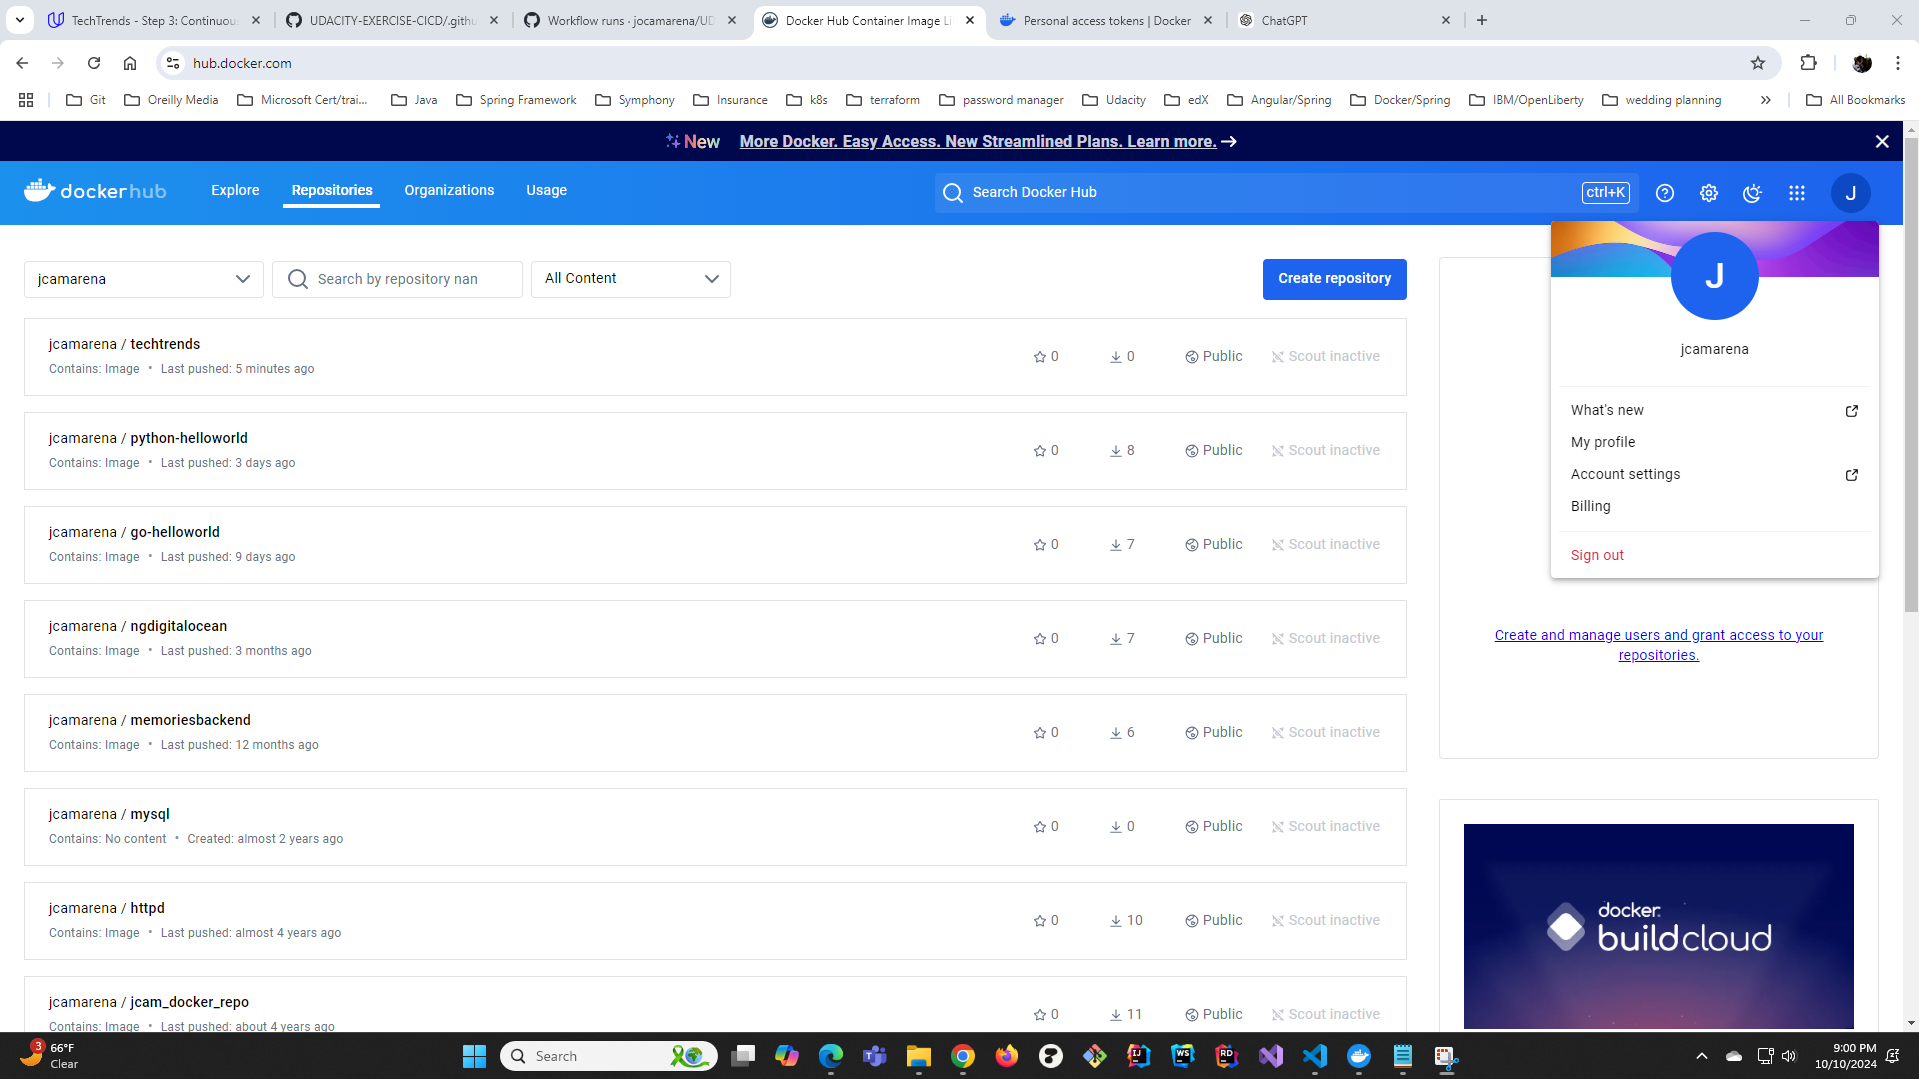 TechTrends - Step 3: Continuous
UDACITY-EXERCISE-CICD/.githu
Workflow runs · jocamarena/UD
Docker Hub Container Image Li
Personal access tokens | Docker
ChatGPT
hub.docker.com
Git
Oreilly Media
Microsoft Cert/trai...
Java
Spring Framework
Symphony
Insurance
k8s
terraform
password manager
Udacity
edX
Angular/Spring
Docker/Spring
IBM/OpenLiberty
wedding planning
All Bookmarks
New More Docker. Easy Access. New Streamlined Plans. Learn more.
dockerhub
Explore
Repositories
Organizations
Usage
Search Docker Hub
ctrl+K
J
jcamarena
Search by repository nan
All Content
Create repository
jcamarena / techtrends
Contains: Image • Last pushed: 5 minutes ago
0
0
Public
Scout inactive
jcamarena / python-helloworld
Contains: Image • Last pushed: 3 days ago
0
8
Public
Scout inactive
jcamarena / go-helloworld
Contains: Image • Last pushed: 9 days ago
0
7
Public
Scout inactive
jcamarena / ngdigitalocean
Contains: Image • Last pushed: 3 months ago
0
7
Public
Scout inactive
jcamarena / memoriesbackend
Contains: Image • Last pushed: 12 months ago
0
6
Public
Scout inactive
jcamarena / mysql
Contains: No content • Created: almost 2 years ago
0
0
Public
Scout inactive
jcamarena / httpd
Contains: Image • Last pushed: almost 4 years ago
0
10
Public
Scout inactive
jcamarena / jcam_docker_repo
Contains: Image • Last pushed: about 4 years ago
0
11
Public
Scout inactive
J
jcamarena
What's new
My profile
Account settings
Billing
Sign out
Create and manage users and grant access to your
repositories.
docker
build cloud
3
66°F
Clear
Search
IJ
WS
RD
9:00 PM
10/10/2024